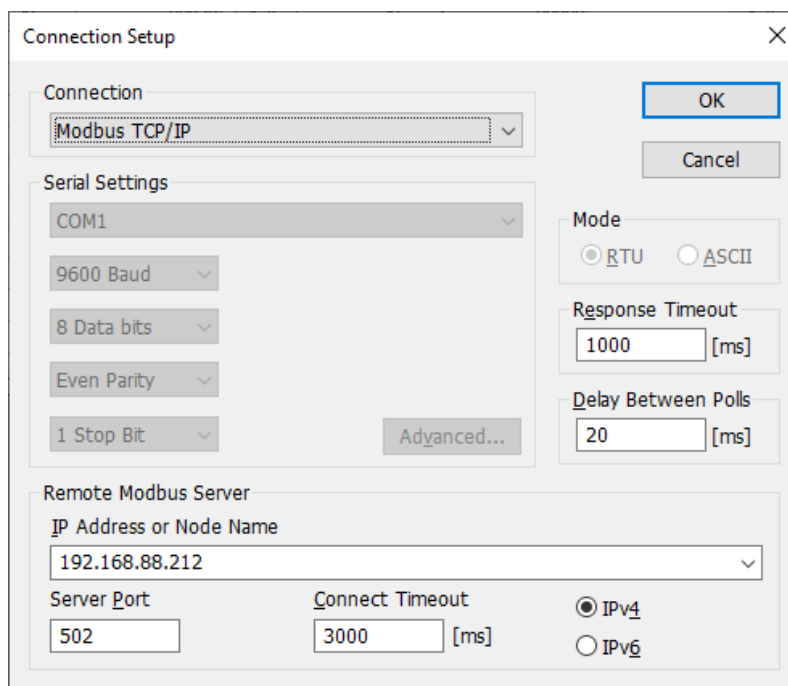 Connection Setup
Connection
Modbus TCP/IP
OK
Cancel
Serial Settings
COM1
9600 Baud
8 Data bits
Even Parity
1 Stop Bit
Advanced...
Mode
RTU ASCII
Response Timeout
1000 [ms]
Delay Between Polls
20 [ms]
Remote Modbus Server
IP Address or Node Name
192.168.88.212
Server Port Connect Timeout
502 3000 [ms]
IPv4
IPv6